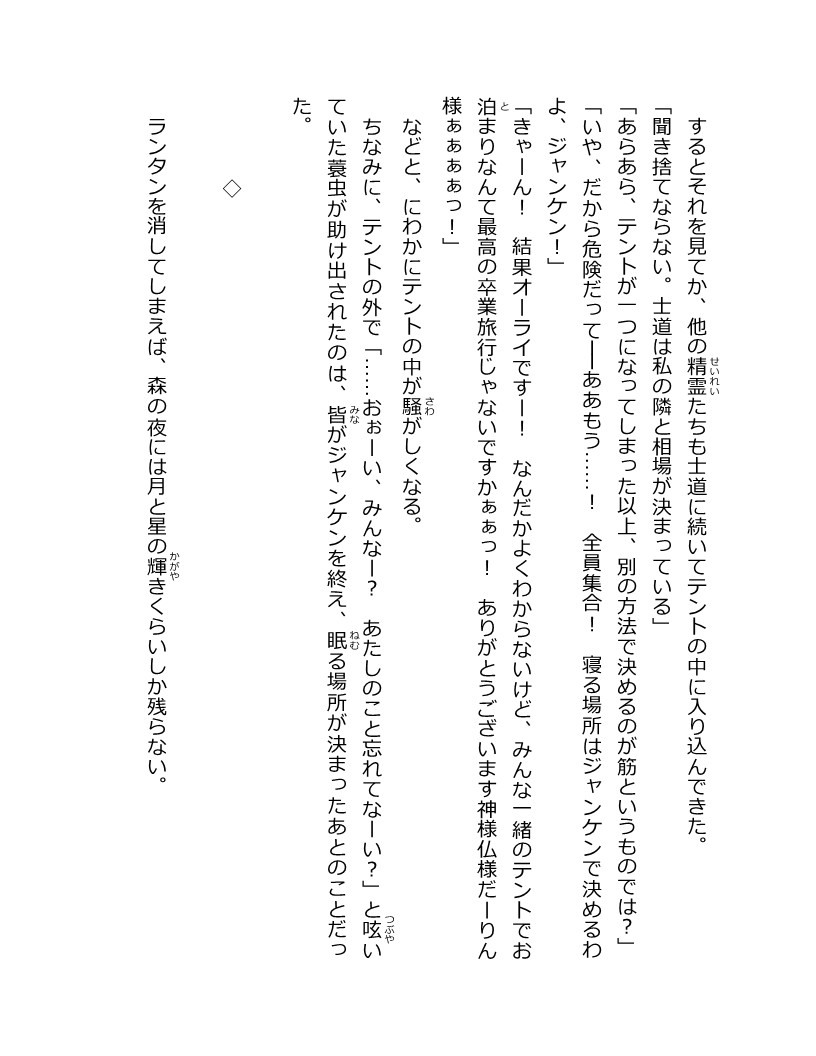 するとそれを見てか、他の精霊たちも士道に続いてテントの中に入り込んできた。
「聞き捨てならない。士道は私の隣と相場が決まっている」
「あらあら、テントが一つになってしまった以上、別の方法で決めるのが筋というものでは？」
「いや、だから危険だって──ああもう……！　全員集合！　寝る場所はジャンケンで決めるわ
よ、ジャンケン！」
「きゃーん！　結果オーライですー！　なんだかよくわからないけど、みんな一緒のテントでお
泊まりなんて最高の卒業旅行じゃないですかぁぁっ！　ありがとうございます神様仏様だーりん
様ぁぁぁぁっ！」
　などと、にわかにテントの中が騒がしくなる。
　ちなみに、テントの外で「……おぉーい、みんなー？　あたしのこと忘れてなーい？」と呟い
ていた蓑虫が助け出されたのは、皆がジャンケンを終え、眠る場所が決まったあとのことだっ
た。
◇
　ランタンを消してしまえば、森の夜には月と星の輝きくらいしか残らない。